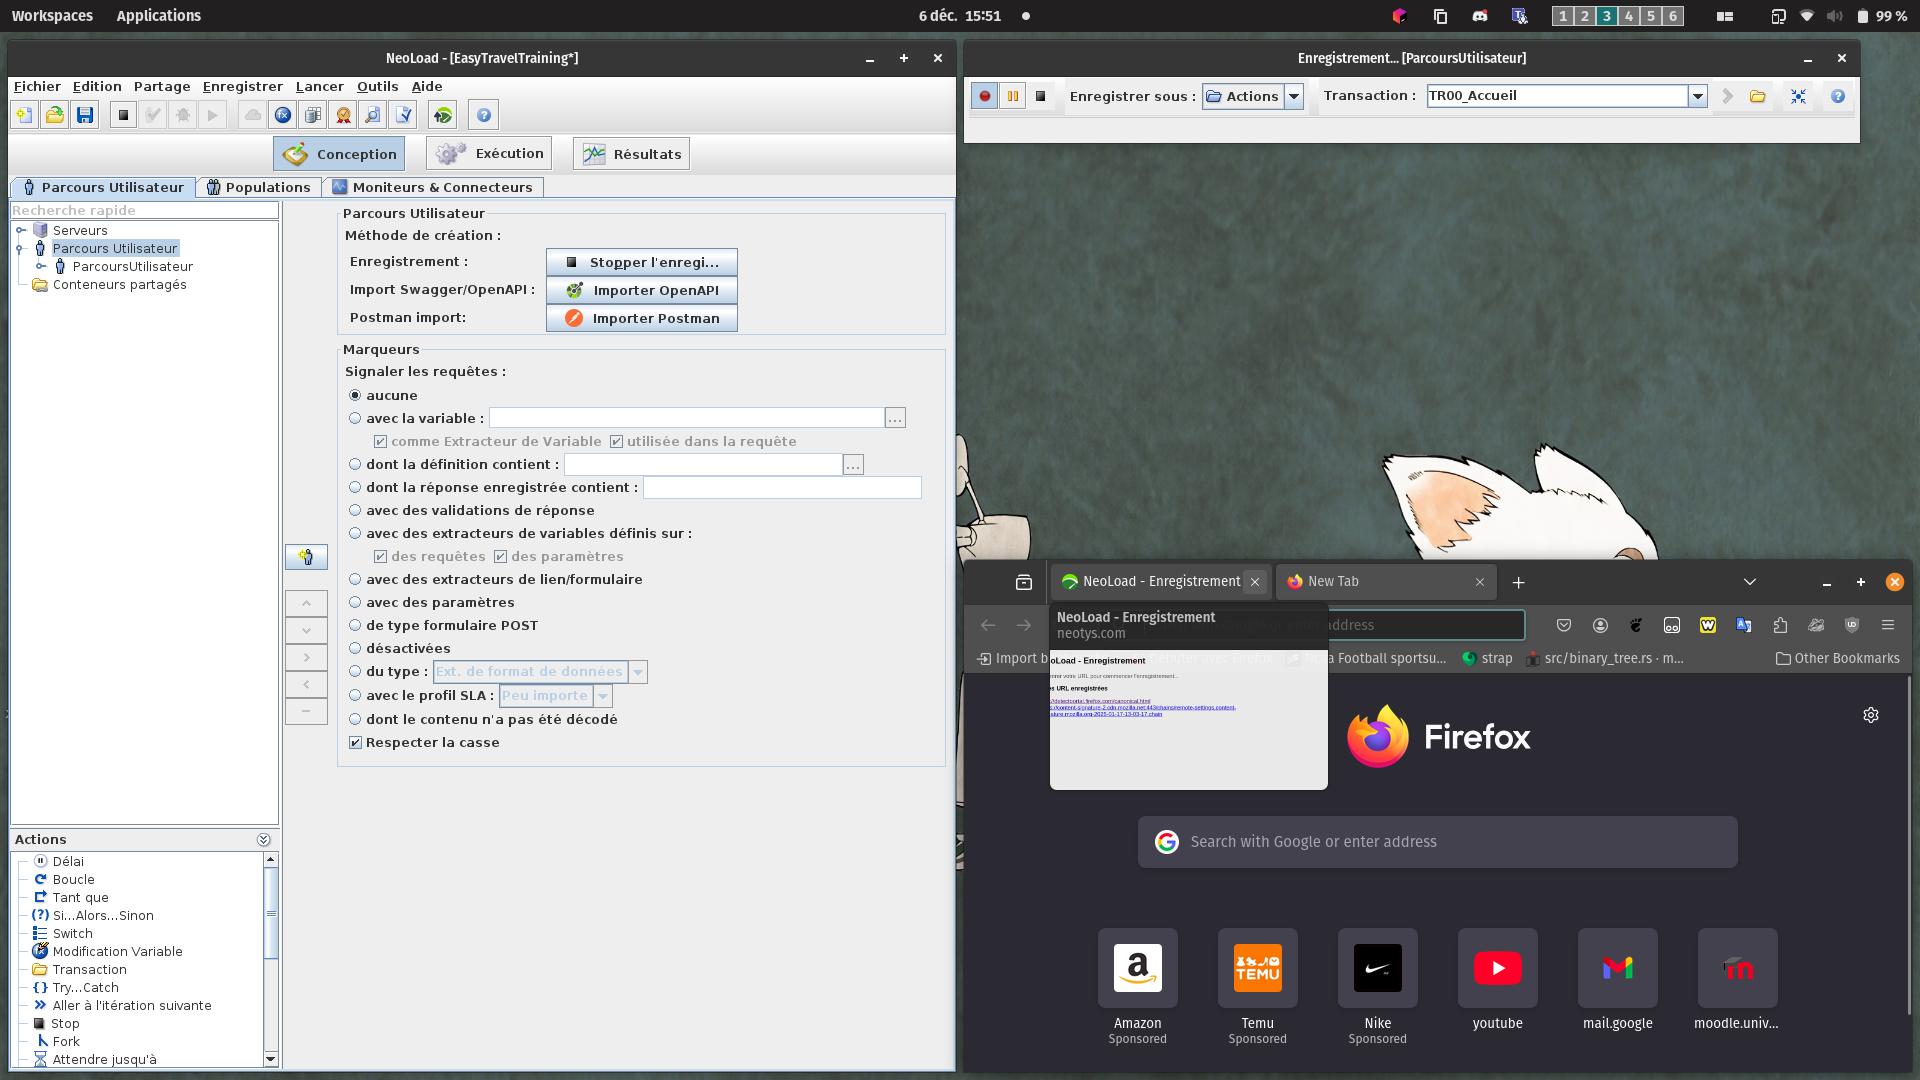 Workspaces Applications 6 déc. 15:51 1 2 3 4 5 6 99 %
NeoLoad - [EasyTravelTraining*]
Fichier Edition Partage Enregistrer Lancer Outils Aide
Conception Exécution Résultats
Parcours Utilisateur Populations Moniteurs & Connecteurs
Recherche rapide
Serveurs
Parcours Utilisateur
ParcoursUtilisateur
Conteneurs partagés
Parcours Utilisateur
Méthode de création :
Enregistrement : Stopper l'enregi...
Import Swagger/OpenAPI : Importer OpenAPI
Postman import: Importer Postman
Marqueurs
Signaler les requêtes :
aucune
avec la variable : ...
comme Extracteur de Variable utilisée dans la requête
dont la définition contient : ...
dont la réponse enregistrée contient :
avec des validations de réponse
avec des extracteurs de variables définis sur :
des requêtes des paramètres
avec des extracteurs de lien/formulaire
avec des paramètres
de type formulaire POST
désactivées
du type : Ext. de format de données
avec le profil SLA : Peu importe
dont le contenu n'a pas été décodé
Respecter la casse
Actions
Délai
Boucle
Tant que
Si...Alors...Sinon
Switch
Modification Variable
Transaction
Try...Catch
Aller à l'itération suivante
Stop
Fork
Attendre jusqu'à
Enregistrement... [ParcoursUtilisateur]
Enregistrer sous : Actions Transaction : TR00_Accueil
NeoLoad - Enregistrement New Tab
NeoLoad - Enregistrement
neotys.com
address
Import b Football sportsu... strap src/binary_tree.rs · m... Other Bookmarks
oLoad - Enregistrement
votre URL pour commencer l'enregistrement...
URL enregistrées
Firefox
Search with Google or enter address
a TEMU
Amazon Temu Nike youtube mail.google moodle.univ...
Sponsored Sponsored Sponsored